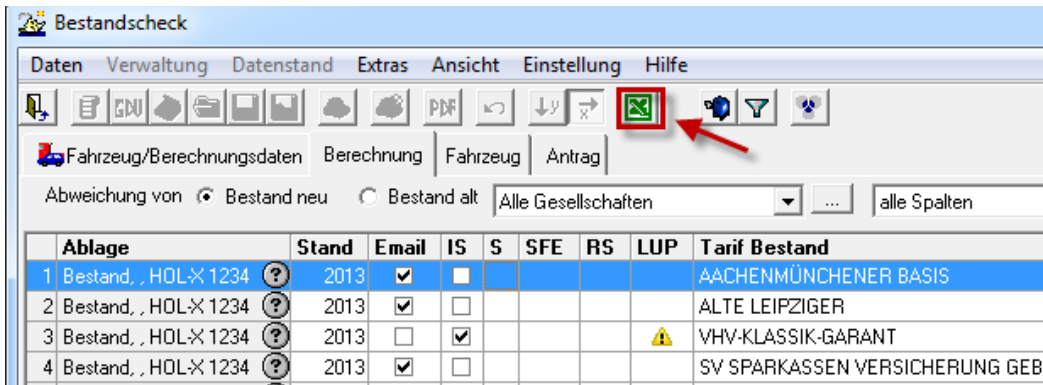 Bestandscheck
Daten Verwaltung Datenstand Extras Ansicht Einstellung Hilfe
GDV PDF
Fahrzeug/Berechnungsdaten Berechnung Fahrzeug Antrag
Abweichung von Bestand neu Bestand alt Alle Gesellschaften ... alle Spalten
Ablage Stand Email IS S SFE RS LUP Tarif Bestand
1 Bestand, , HOL-X 1234 ? 2013 AACHENMÜNCHENER BASIS
2 Bestand, , HOL-X 1234 ? 2013 ALTE LEIPZIGER
3 Bestand, , HOL-X 1234 ? 2013 VHV-KLASSIK-GARANT
4 Bestand, , HOL-X 1234 ? 2013 SV SPARKASSEN VERSICHERUNG GEB